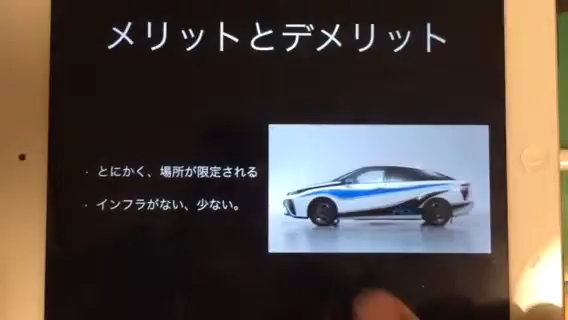 メリットとデメリット
・とにかく、場所が限定される
・インフラがない、少ない。